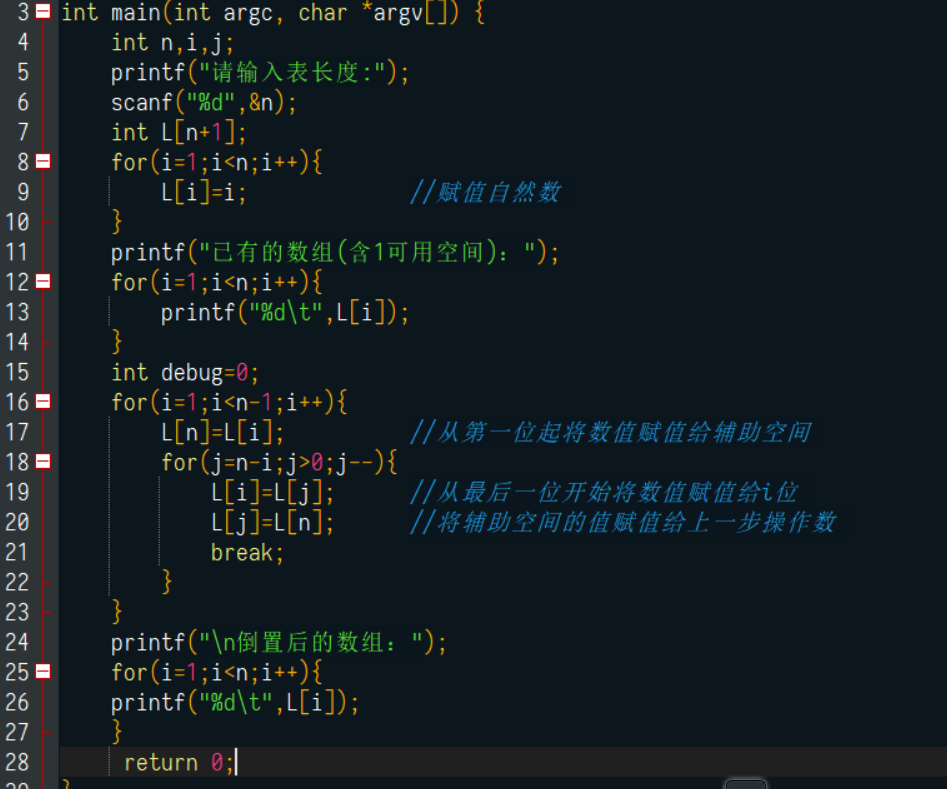 3 int main(int argc, char *argv[]) {
4 int n,i,j;
5 printf("请输入表长度:");
6 scanf("%d",&n);
7 int L[n+1];
8 for(i=1;i<n;i++){
9 L[i]=i; //赋值自然数
10 }
11 printf("已有的数组(含1可用空间)：");
12 for(i=1;i<n;i++){
13 printf("%d\t",L[i]);
14 }
15 int debug=0;
16 for(i=1;i<n-1;i++){
17 L[n]=L[i]; //从第一位起将数值赋值给辅助空间
18 for(j=n-i;j>0;j--){
19 L[i]=L[j]; //从最后一位开始将数值赋值给i位
20 L[j]=L[n]; //将辅助空间的值赋值给上一步操作数
21 break;
22 }
23 }
24 printf("\n倒置后的数组：");
25 for(i=1;i<n;i++){
26 printf("%d\t",L[i]);
27 }
28 return 0;